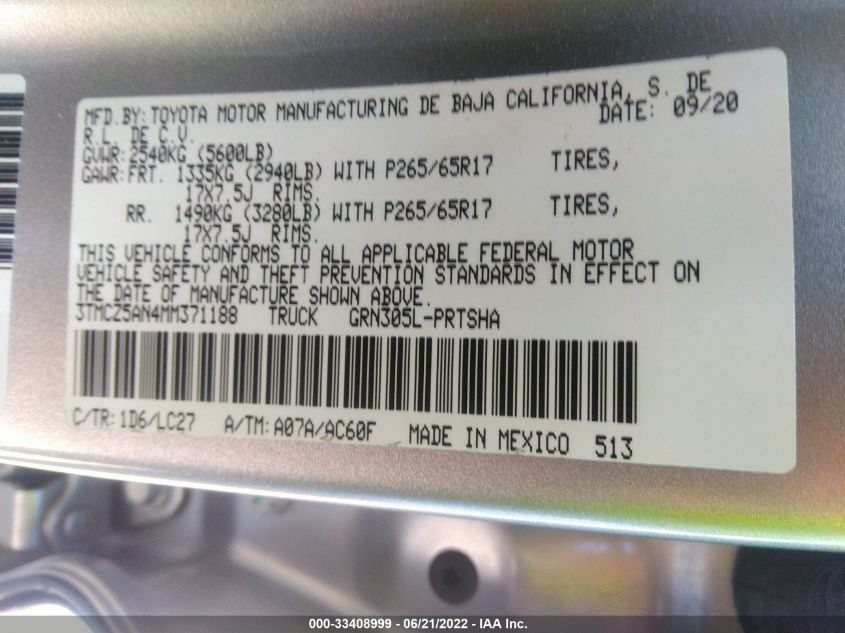 MFD.BY: TOYOTA MOTOR MANUFACTURING DE BAJA CALIFORNIA, S. DE
R.L. DE C.V. DATE: 09/20
GVWR: 2540KG (5600LB)
GAWR: FRT. 1335KG (2940LB) WITH P265/65R17 TIRES,
17X7.5J RIMS.
RR. 1490KG (3280LB) WITH P265/65R17 TIRES,
17X7.5J RIMS.
THIS VEHICLE CONFORMS TO ALL APPLICABLE FEDERAL MOTOR
VEHICLE SAFETY AND THEFT PREVENTION STANDARDS IN EFFECT ON
THE DATE OF MANUFACTURE SHOWN ABOVE.
3TMCZ5AN4MM371188 TRUCK GRN305L-PRTSHA
C/TR: 1D6/LC27 A/TM: A07A/AC60F MADE IN MEXICO 513
000-33408999 - 06/21/2022 - IAA Inc.